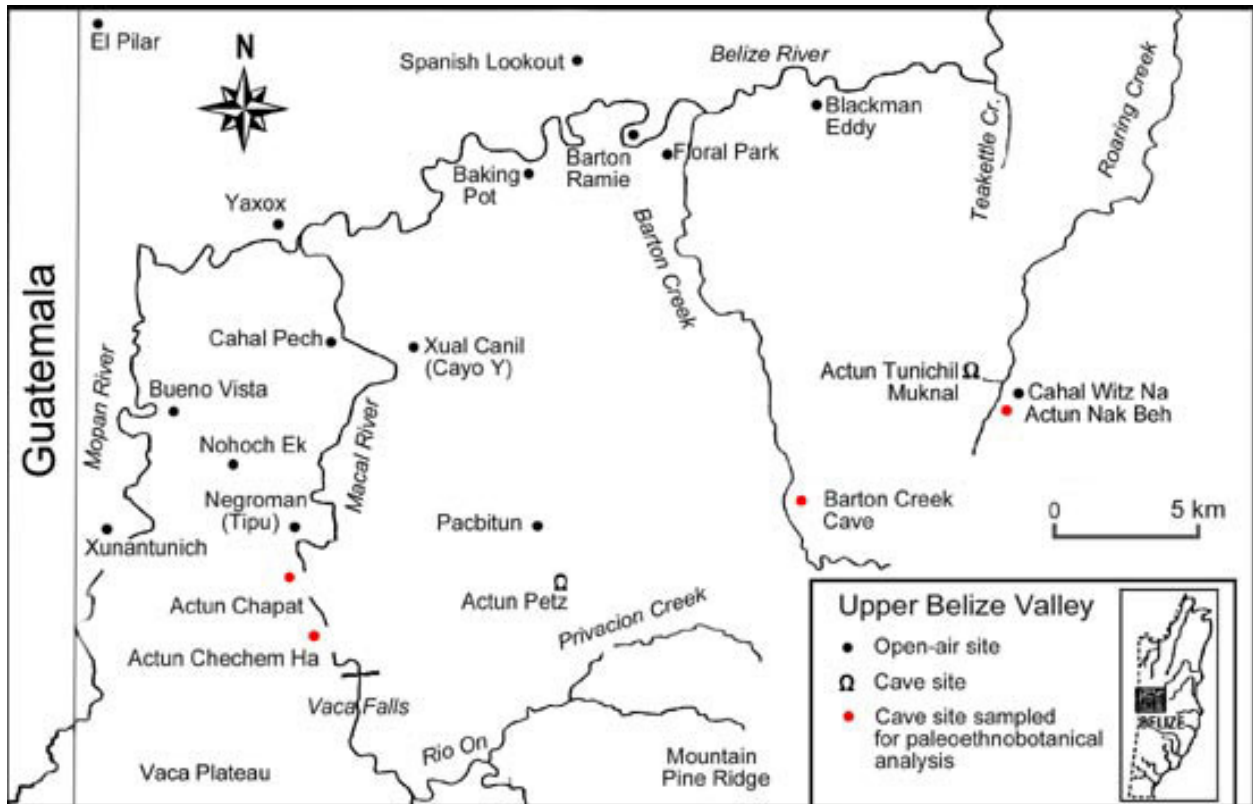 El Pilar
N
Spanish Lookout
Belize River
Roaring Creek
Blackman
Eddy
Teakettle Cr.
Barton
Ramie
Floral Park
Baking
Pot
Yaxox
Barton Creek
Guatemala
Mopan River
Cahal Pech
Xual Canil
(Cayo Y)
Macal River
Bueno Vista
Nohoch Ek
Negroman
(Tipu)
Xunantunich
Pacbitun
Actun Tunichil
Muknal
Ω
Cahal Witz Na
Actun Nak Beh
Barton Creek
Cave
0 5 km
Actun Chapat
Actun Petz
Ω
Actun Chechem Ha
Privacion Creek
Vaca Falls
Rio On
Vaca Plateau
Mountain
Pine Ridge
Upper Belize Valley
Open-air site
Ω Cave site
Cave site sampled
for paleoethnobotanical
analysis
BELIZE